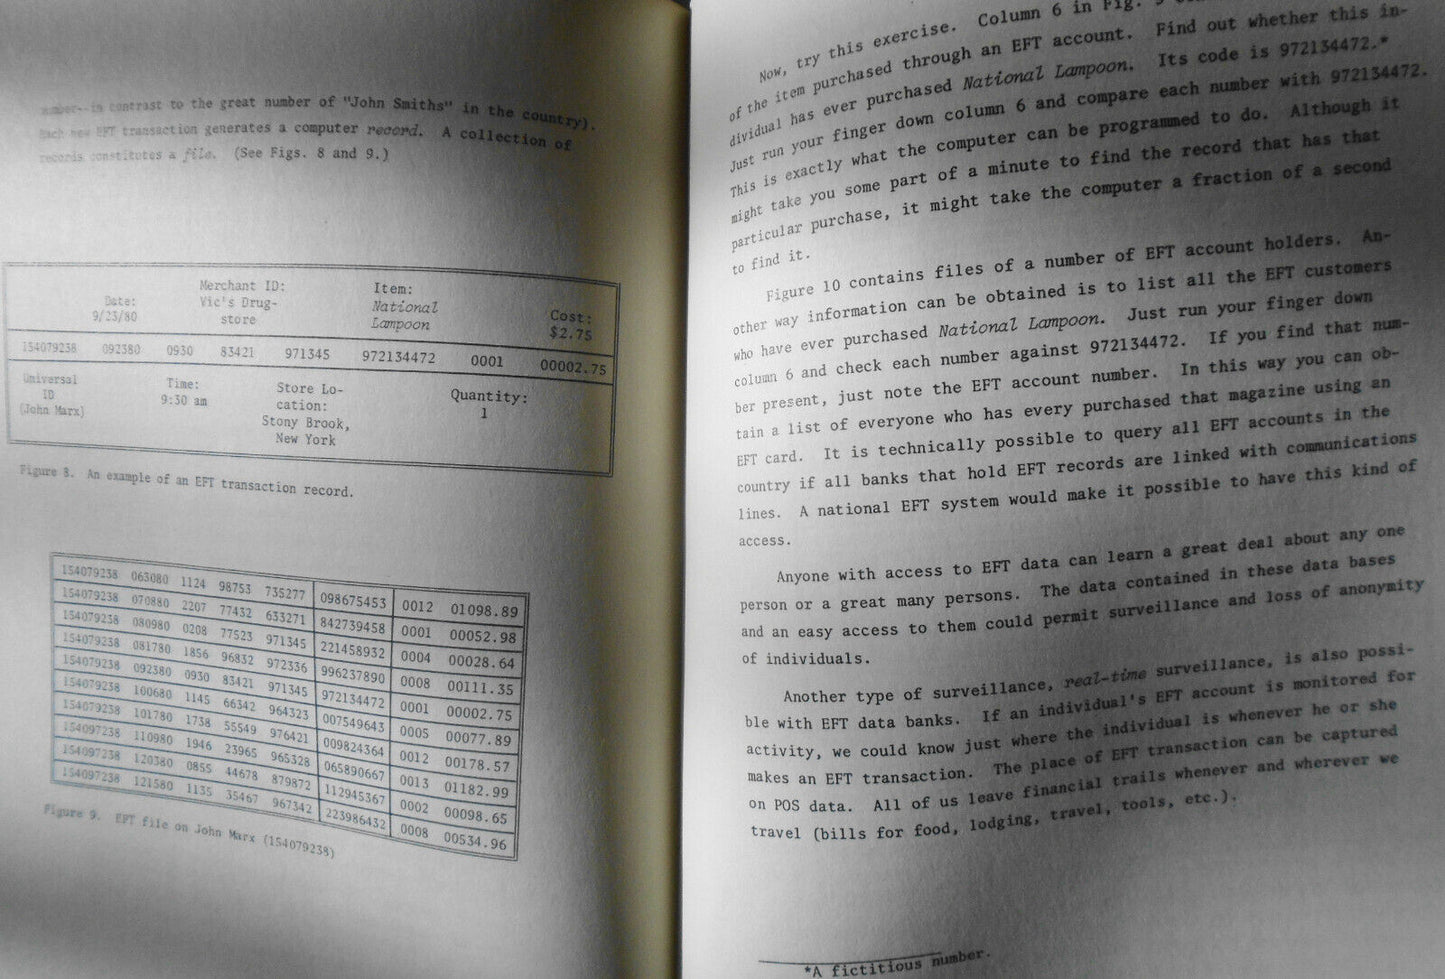 number--in contrast to the great number of "John Smiths" in the country).
Each new EFT transaction generates a computer record. A collection of
records constitutes a file. (See Figs. 8 and 9.)
Date:
9/23/80
Merchant ID:
Vic's Drug-
store
Item:
National
Lampoon
Cost:
$2.75
154079238 092380 0930 83421 971345 972134472 0001 00002.75
Universal
ID
(John Marx)
Time:
9:30 am
Store Lo-
cation:
Stony Brook,
New York
Quantity:
1
Figure 8. An example of an EFT transaction record.
154079238 063080 1124 98753 735277 098675453 0012 01098.89
154079238 070880 2207 77432 633271 842739458 0001 00052.98
154079238 080980 0208 77523 971345 221458932 0004 00028.64
154079238 081780 1856 96832 972336 996237890 0008 00111.35
154079238 092380 0930 83421 971345 972134472 0001 00002.75
154079238 100680 1145 66342 964323 007549643 0005 00077.89
154079238 101780 1738 55549 976421 009824364 0012 00178.57
154097238 110980 1946 23965 965328 065890667 0013 01182.99
154097238 120380 0855 44678 879872 112945367 0002 00098.65
154097238 121580 1135 35467 967342 223986432 0008 00534.96
Figure 9. EFT file on John Marx (154079238)
Now, try this exercise. Column 6 in Fig. 9
of the item purchased through an EFT account. Find out whether this in-
dividual has ever purchased National Lampoon. Its code is 972134472.*
Just run your finger down column 6 and compare each number with 972134472.
This is exactly what the computer can be programmed to do. Although it
might take you some part of a minute to find the record that has that
particular purchase, it might take the computer a fraction of a second
to find it.
Figure 10 contains files of a number of EFT account holders. An-
other way information can be obtained is to list all the EFT customers
who have ever purchased National Lampoon. Just run your finger down
column 6 and check each number against 972134472. If you find that num-
ber present, just note the EFT account number. In this way you can ob-
tain a list of everyone who has every purchased that magazine using an
EFT card. It is technically possible to query all EFT accounts in the
country if all banks that hold EFT records are linked with communications
lines. A national EFT system would make it possible to have this kind of
access.
Anyone with access to EFT data can learn a great deal about any one
person or a great many persons. The data contained in these data bases
and an easy access to them could permit surveillance and loss of anonymity
of individuals.
Another type of surveillance, real-time surveillance, is also possi-
ble with EFT data banks. If an individual's EFT account is monitored for
activity, we could know just where the individual is whenever he or she
makes an EFT transaction. The place of EFT transaction can be captured
on POS data. All of us leave financial trails whenever and wherever we
travel (bills for food, lodging, travel, tools, etc.).
*A fictitious number.